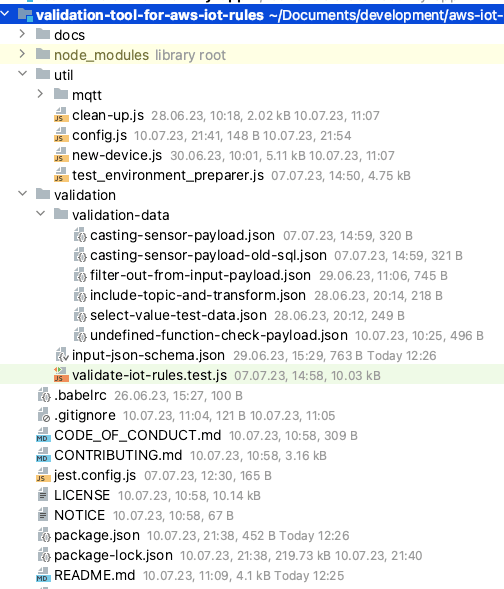 validation-tool-for-aws-iot-rules ~/Documents/development/aws-iot-
docs
node_modules library root
util
mqtt
clean-up.js 28.06.23, 10:18, 2.02 kB 10.07.23, 11:07
config.js 10.07.23, 21:41, 148 B 10.07.23, 21:54
new-device.js 30.06.23, 10:01, 5.11 kB 10.07.23, 11:07
test_environment_preparer.js 07.07.23, 14:50, 4.75 kB
validation
validation-data
casting-sensor-payload.json 07.07.23, 14:59, 320 B
casting-sensor-payload-old-sql.json 07.07.23, 14:59, 321 B
filter-out-from-input-payload.json 29.06.23, 11:06, 745 B
include-topic-and-transform.json 28.06.23, 20:14, 218 B
select-value-test-data.json 28.06.23, 20:12, 249 B
undefined-function-check-payload.json 10.07.23, 10:25, 496 B
input-json-schema.json 29.06.23, 15:29, 763 B Today 12:26
validate-iot-rules.test.js 07.07.23, 14:58, 10.03 kB
.babelrc 26.06.23, 15:27, 100 B
.gitignore 10.07.23, 11:04, 121 B 10.07.23, 11:05
CODE_OF_CONDUCT.md 10.07.23, 10:58, 309 B
CONTRIBUTING.md 10.07.23, 10:58, 3.16 kB
jest.config.js 07.07.23, 12:30, 165 B
LICENSE 10.07.23, 10:58, 10.14 kB
NOTICE 10.07.23, 10:58, 67 B
package.json 10.07.23, 21:38, 452 B Today 12:26
package-lock.json 10.07.23, 21:38, 219.73 kB 10.07.23, 21:40
README.md 10.07.23, 11:09, 4.1 kB Today 12:25